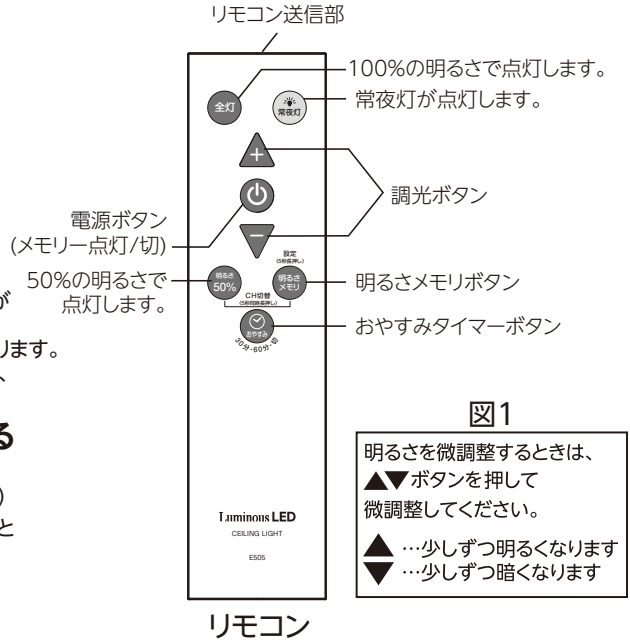 リモコン送信部
100%の明るさで点灯します。
全灯
常夜灯
常夜灯が点灯します。
+
調光ボタン
電源ボタン
(メモリー点灯/切)
−
設定
(5秒長押し)
50%の明るさで
点灯します。
明るさ
50%
明るさ
メモリ
明るさメモリボタン
CH切替
(5秒同時長押し)
おやすみ
おやすみタイマーボタン
30分・60分・切
が
ります。
、
る
)
と
Luminous LED
CEILING LIGHT
E505
リモコン
図1
明るさを微調整するときは、
▲▼ボタンを押して
微調整してください。
▲ …少しずつ明るくなります
▼ …少しずつ暗くなります